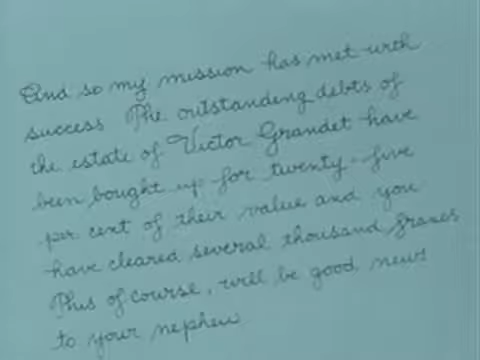 And so my mission has met with
success The outstanding debts of
the estate of Victor Grandet have
been bought up for twenty-five
per cent of their value and you
have cleared several thousand francs
This of course, will be good news
to your nephew